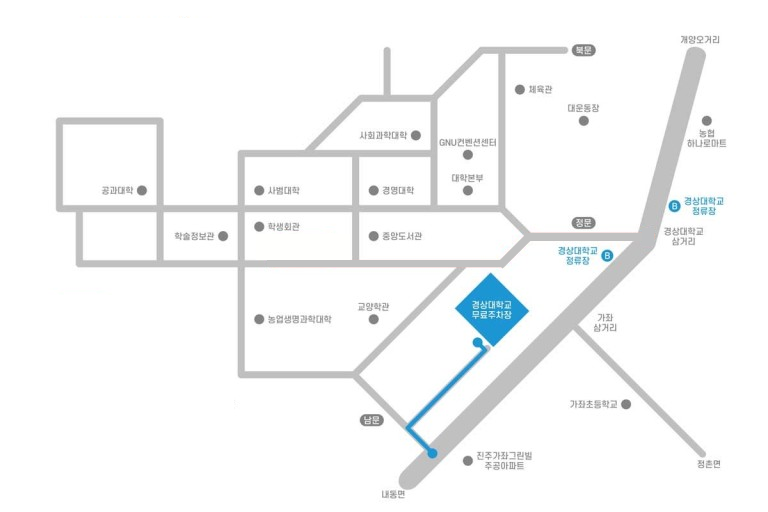 개양오거리
북문
체육관
대운동장
농협
하나로마트
사회과학대학
GNU컨벤션센터
대학본부
공과대학
사범대학
경영대학
경상대학교
정류장
학생회관
학술정보관
중앙도서관
정문
경상대학교
삼거리
경상대학교
정류장
B
B
경상대학교
무료주차장
교양학관
농업생명과학대학
가좌
삼거리
가좌초등학교
남문
진주가좌그린빌
주공아파트
정촌면
내동면